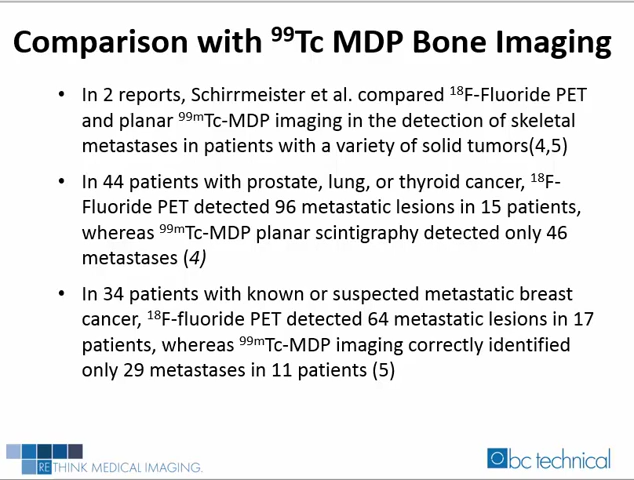 Comparison with ⁹⁹Tc MDP Bone Imaging
• In 2 reports, Schirrmeister et al. compared ¹⁸F-Fluoride PET
and planar ⁹⁹ᵐTc-MDP imaging in the detection of skeletal
metastases in patients with a variety of solid tumors(4,5)
• In 44 patients with prostate, lung, or thyroid cancer, ¹⁸F-
Fluoride PET detected 96 metastatic lesions in 15 patients,
whereas ⁹⁹ᵐTc-MDP planar scintigraphy detected only 46
metastases (4)
• In 34 patients with known or suspected metastatic breast
cancer, ¹⁸F-fluoride PET detected 64 metastatic lesions in 17
patients, whereas ⁹⁹ᵐTc-MDP imaging correctly identified
only 29 metastases in 11 patients (5)
RETHINK MEDICAL IMAGING.
bc technical